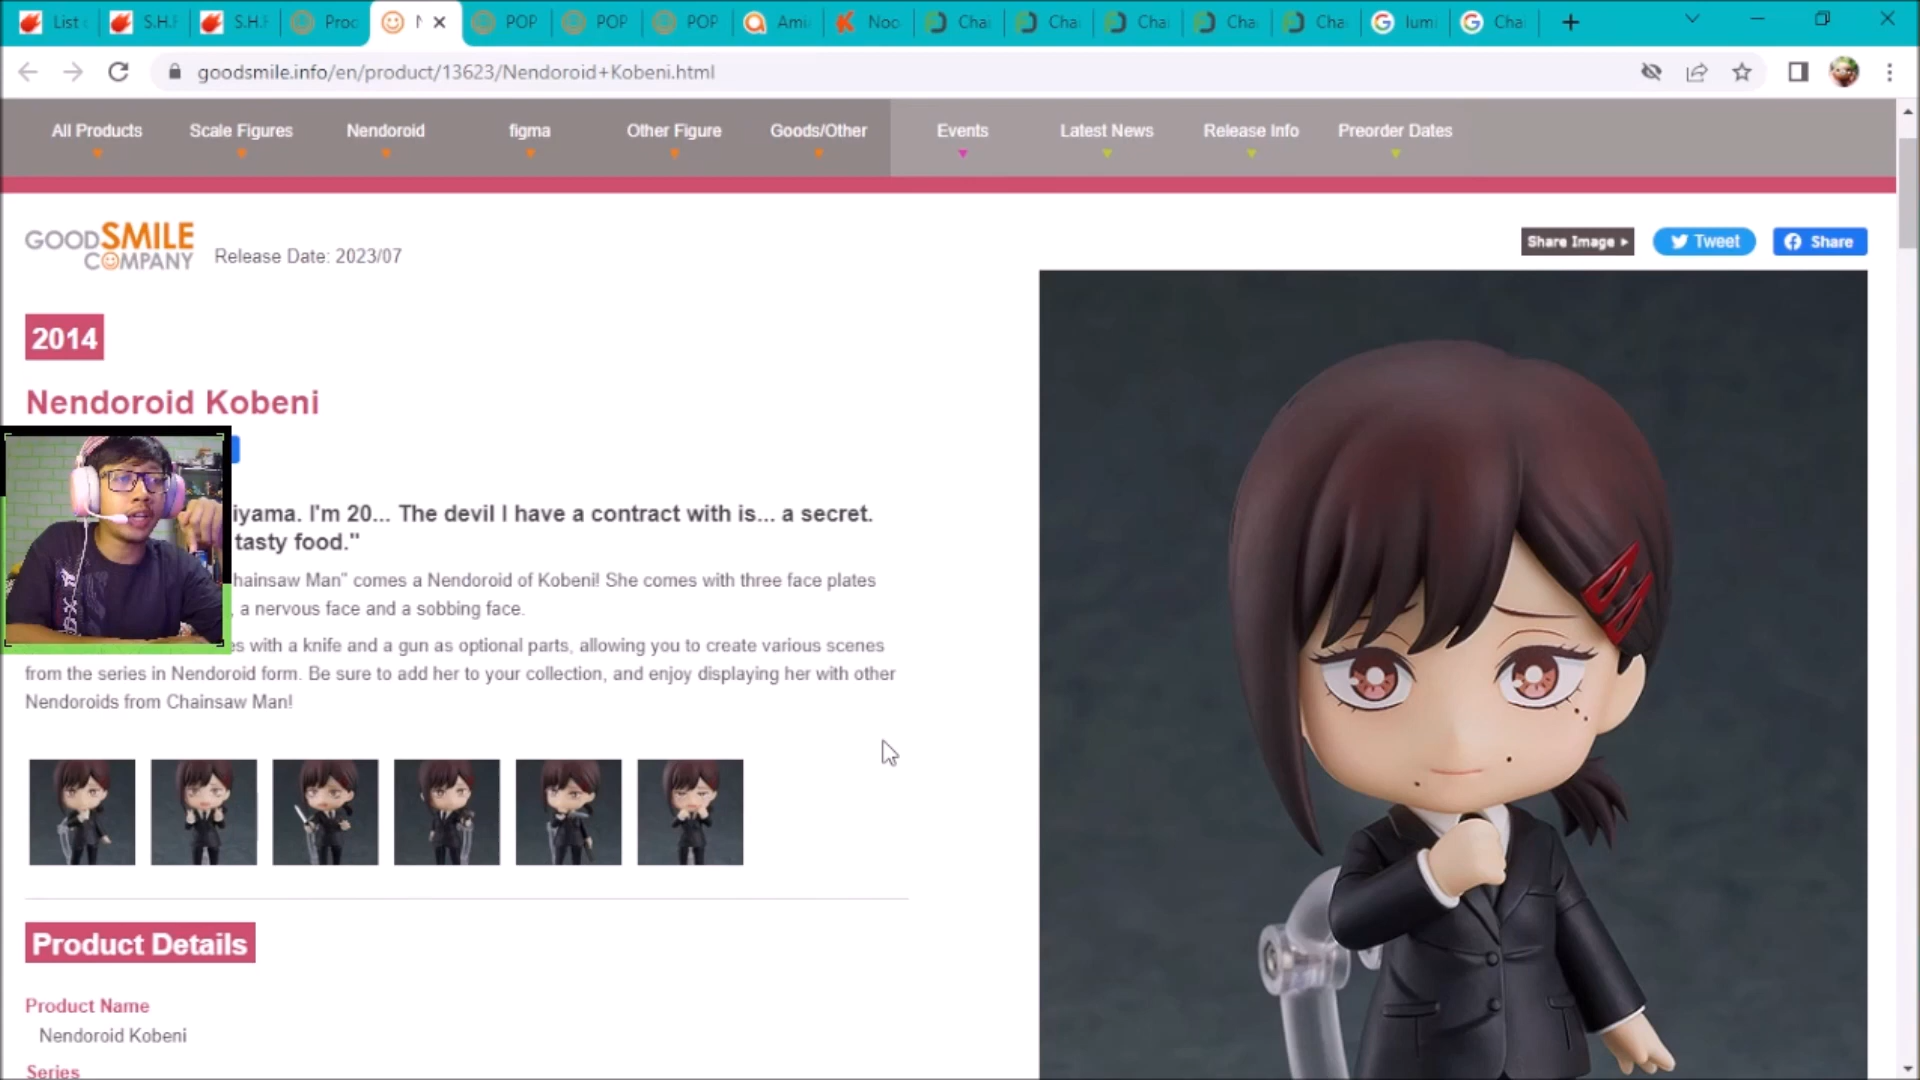 List
S.H.F
S.H.F
Proc
N
POP
POP
POP
Ami
Noo
Chai
Chai
Chai
Chai
Chai
lumi
Cha
goodsmile.info/en/product/13623/Nendoroid+Kobeni.html
All Products
Scale Figures
Nendoroid
figma
Other Figure
Goods/Other
Events
Latest News
Release Info
Preorder Dates
GOODSMILE
COMPANY
Release Date: 2023/07
Share Image
Tweet
Share
2014
Nendoroid Kobeni
iyama. I'm 20... The devil I have a contract with is... a secret.
tasty food."
hainsaw Man" comes a Nendoroid of Kobeni! She comes with three face plates
, a nervous face and a sobbing face.
es with a knife and a gun as optional parts, allowing you to create various scenes
from the series in Nendoroid form. Be sure to add her to your collection, and enjoy displaying her with other
Nendoroids from Chainsaw Man!
Product Details
Product Name
Nendoroid Kobeni
Series